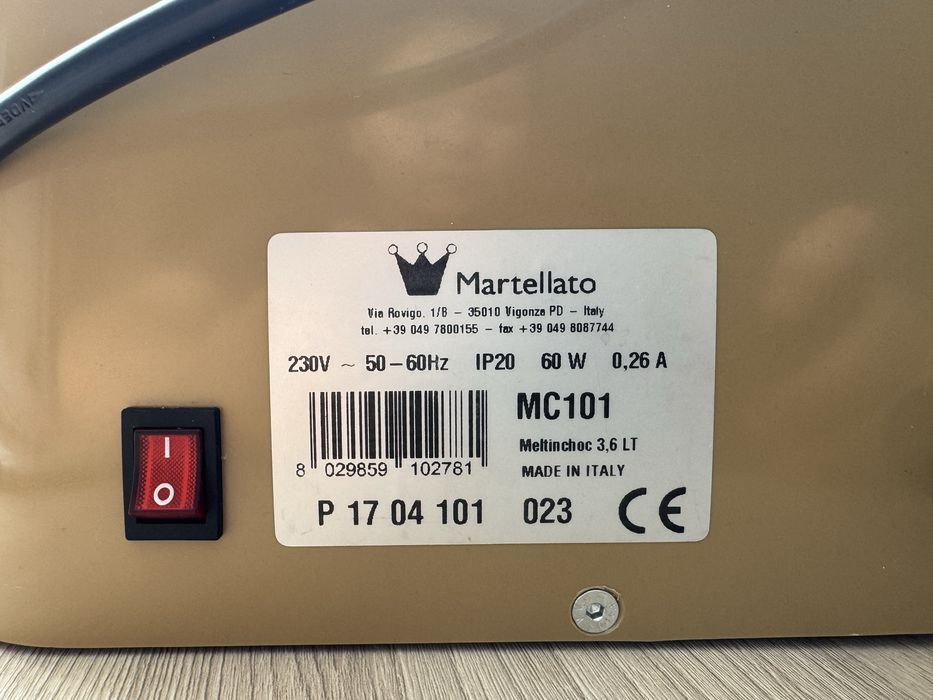 Martellato
Via Rovigo. 1/B – 35010 Vigonza PD – Italy
tel. +39 049 7800155 – fax +39 049 8087744
230V ~ 50–60Hz IP20 60 W 0,26 A
MC101
Meltinchoc 3,6 LT
MADE IN ITALY
8 029859 102781
P 17 04 101 023 CE
I
O
VDE